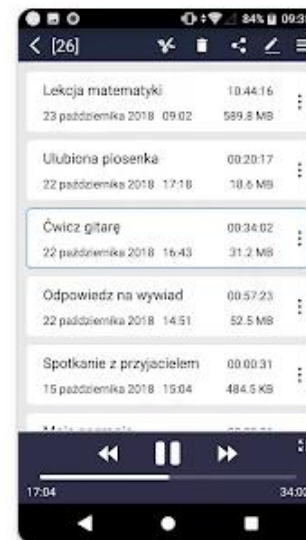 84% 09:3
[26]
Lekcja matematyki 10:44:16
23 października 2018 09:02 589.8 MB
Ulubiona piosenka 00:20:17
22 października 2018 17:18 18.6 MB
Ćwicz gitarę 00:34:02
22 października 2018 16:43 31.2 MB
Odpowiedz na wywiad 00:57:23
22 października 2018 14:51 52.5 MB
Spotkanie z przyjacielem 00:00:31
15 października 2018 15:04 484.5 KB
17:04 34:02